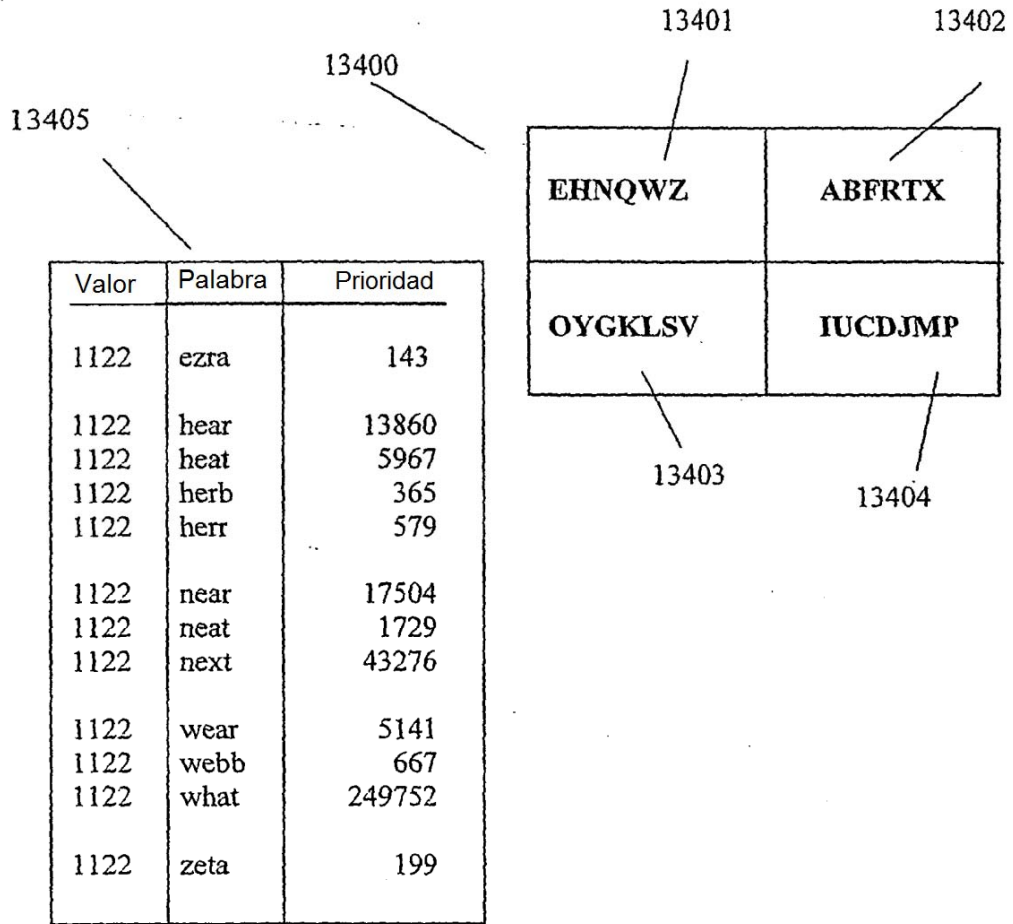 13401 13402
13400
13405
EHNQWZ ABFRTX
OYGKLSV IUCDJMP
13403 13404
Valor Palabra Prioridad
1122 ezra 143
1122 hear 13860
1122 heat 5967
1122 herb 365
1122 herr 579
1122 near 17504
1122 neat 1729
1122 next 43276
1122 wear 5141
1122 webb 667
1122 what 249752
1122 zeta 199